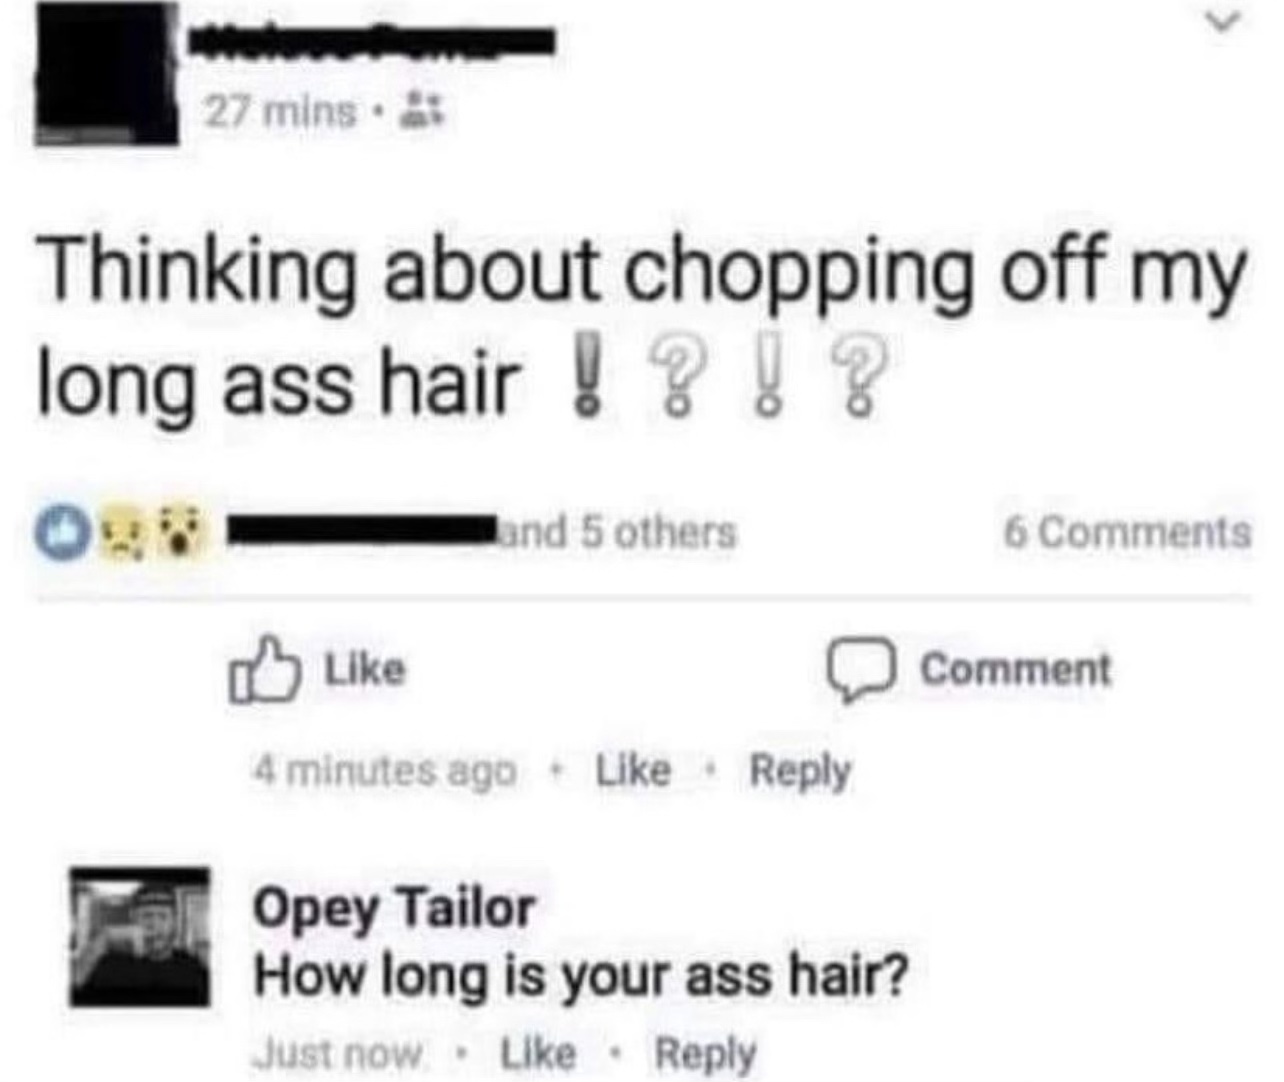 27 mins ·
Thinking about chopping off my
long ass hair ❗❔❕❔
and 5 others 6 Comments
Like Comment
4 minutes ago · Like · Reply
Opey Tailor
How long is your ass hair?
Just now · Like · Reply